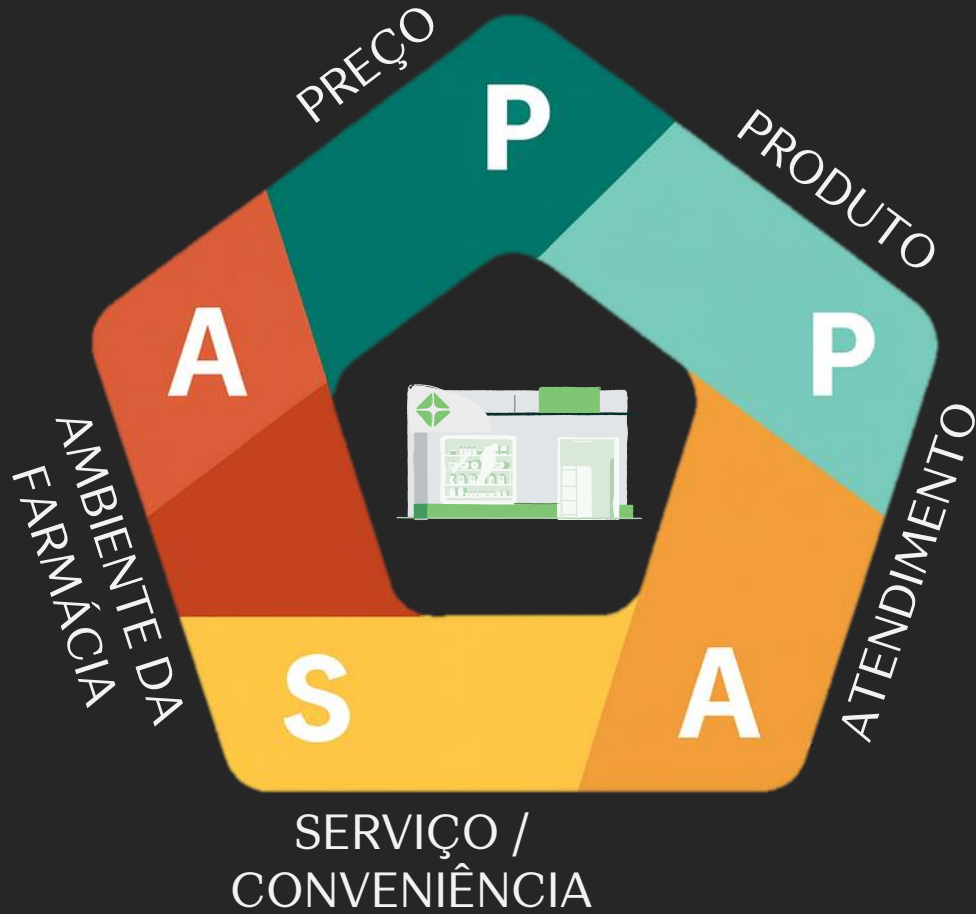 PREÇO
P
PRODUTO
P
ATENDIMENTO
A
SERVIÇO /
CONVENIÊNCIA
S
AMBIENTE DA
FARMÁCIA
A